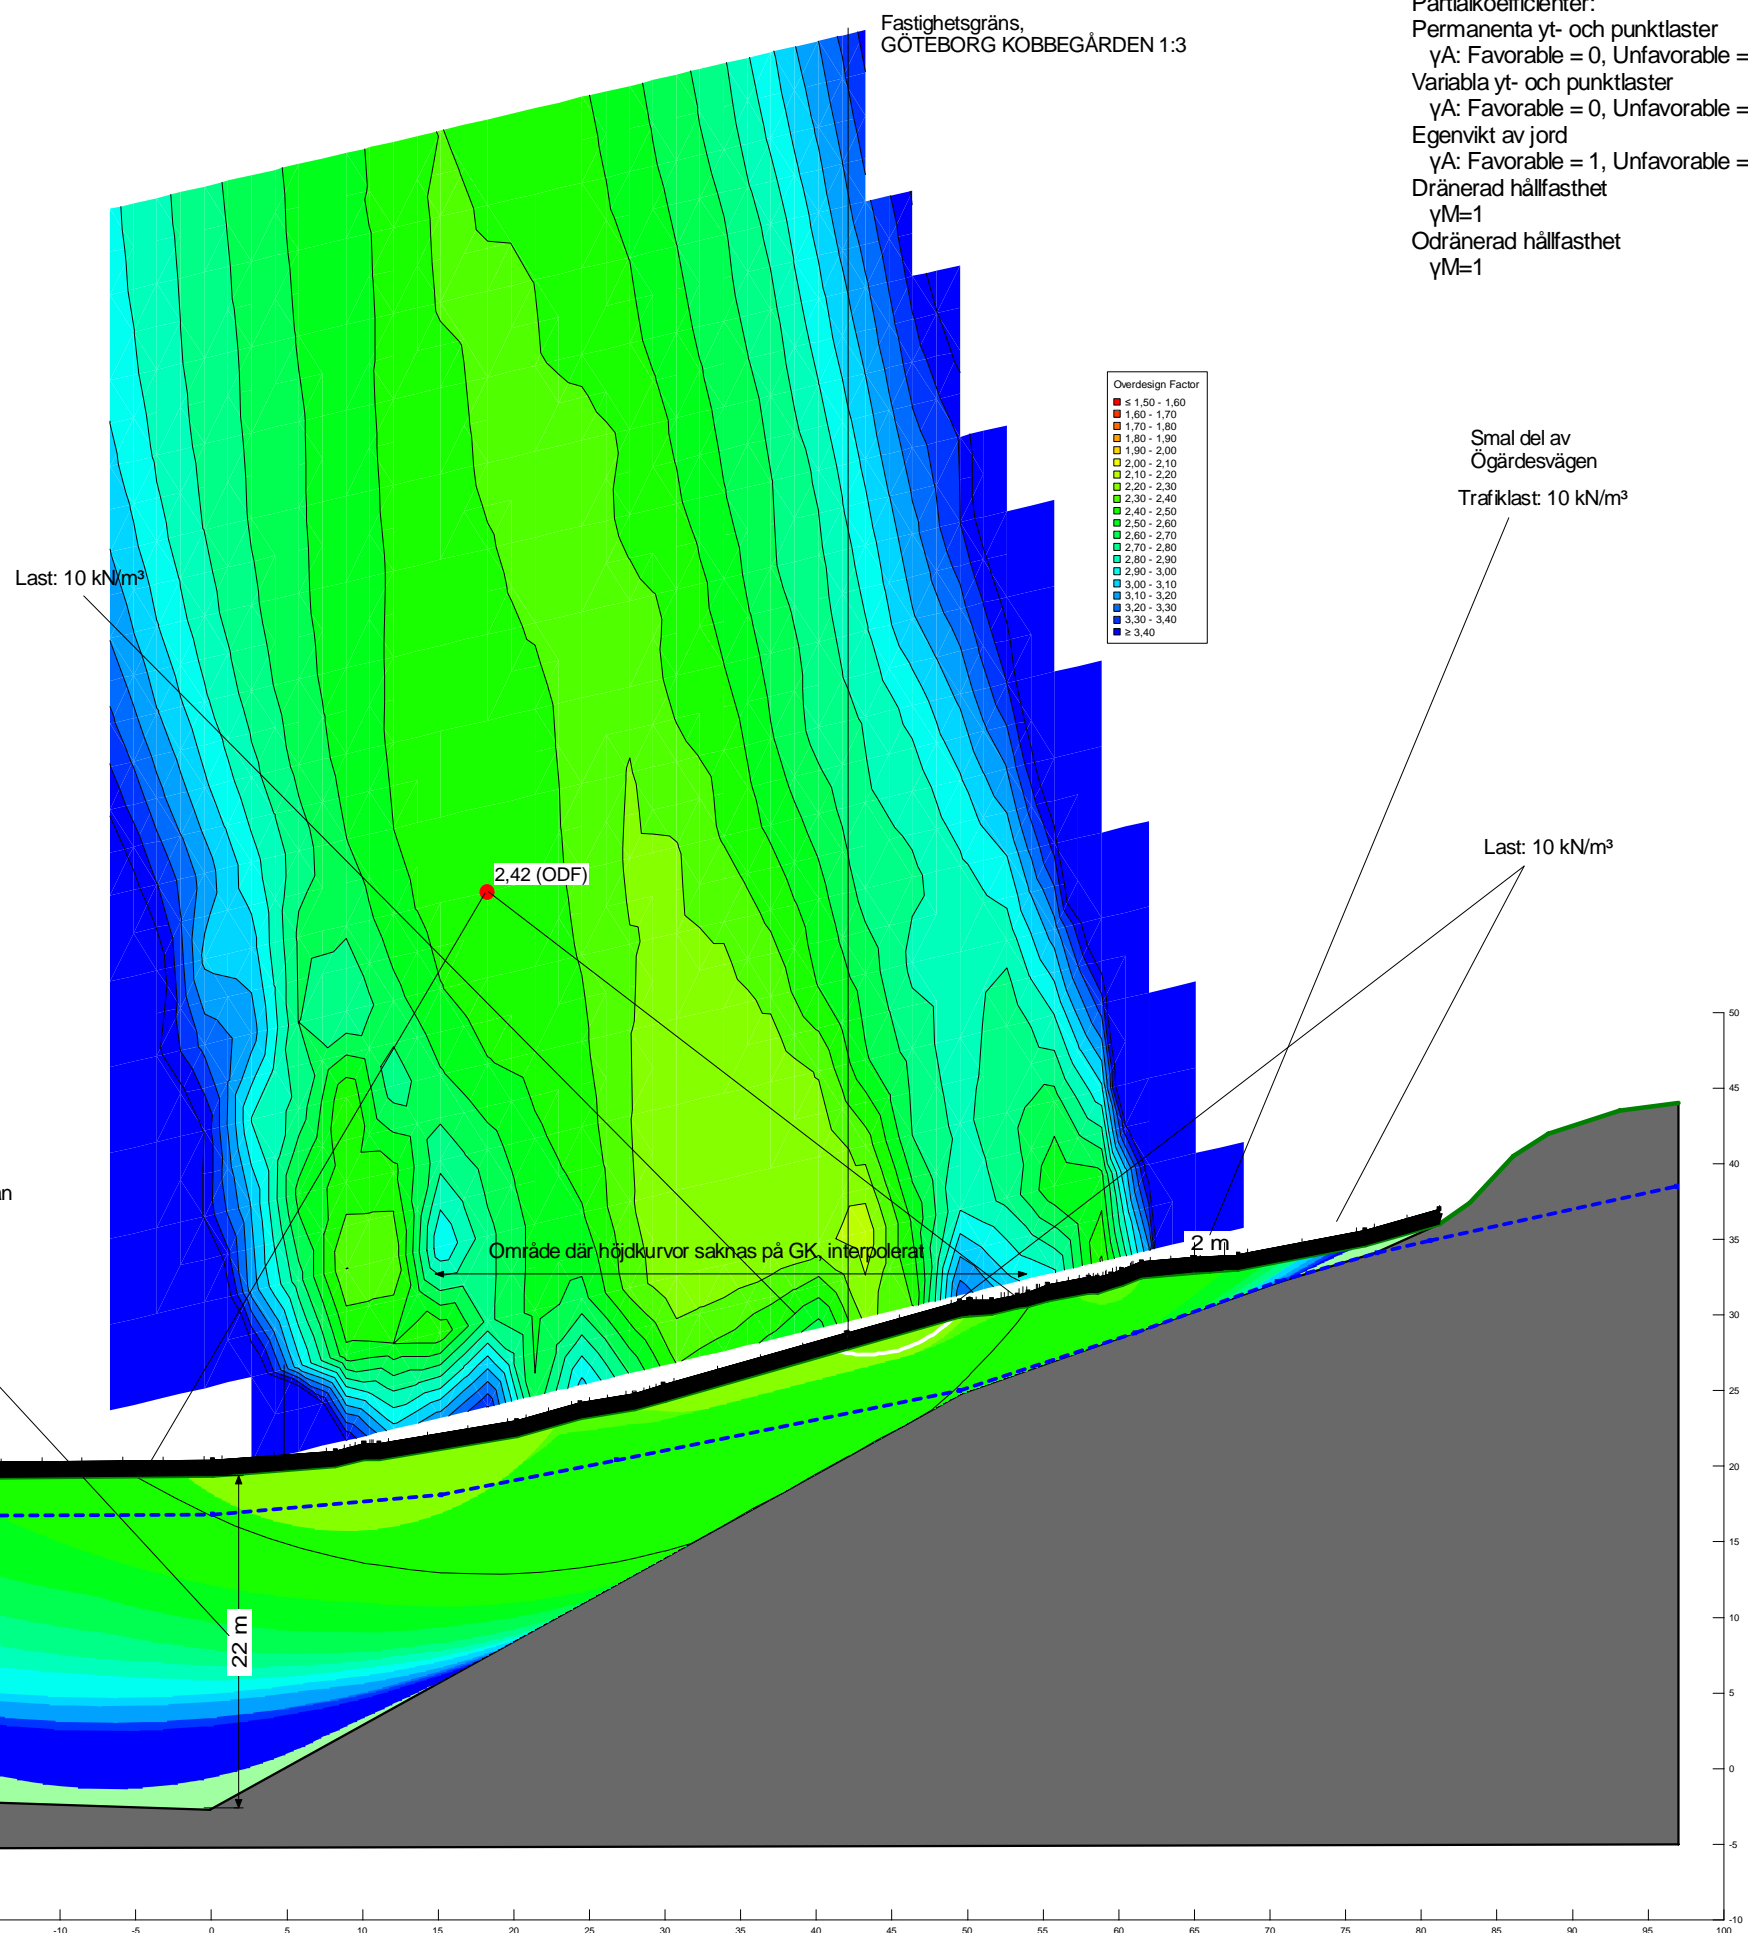 Partialkoefficienter:
Permanenta yt- och punktlaster
γA: Favorable = 0, Unfavorable =
Variabla yt- och punktlaster
γA: Favorable = 0, Unfavorable =
Egenvikt av jord
γA: Favorable = 1, Unfavorable =
Dränerad hållfasthet
γM=1
Odränerad hållfasthet
γM=1
Fastighetsgräns,
GÖTEBORG KOBBEGÅRDEN 1:3
Overdesign Factor
≤ 1,50 - 1,60
1,60 - 1,70
1,70 - 1,80
1,80 - 1,90
1,90 - 2,00
2,00 - 2,10
2,10 - 2,20
2,20 - 2,30
2,30 - 2,40
2,40 - 2,50
2,50 - 2,60
2,60 - 2,70
2,70 - 2,80
2,80 - 2,90
2,90 - 3,00
3,00 - 3,10
3,10 - 3,20
3,20 - 3,30
3,30 - 3,40
≥ 3,40
Smal del av
Ögärdesvägen
Trafiklast: 10 kN/m³
Last: 10 kN/m³
Last: 10 kN/m³
2,42 (ODF)
an
Område där höjdkurvor saknas på GK, interpolerat
2 m
22 m
50
45
40
35
30
25
20
15
10
5
0
-5
-10
-10 -5 0 5 10 15 20 25 30 35 40 45 50 55 60 65 70 75 80 85 90 95 100